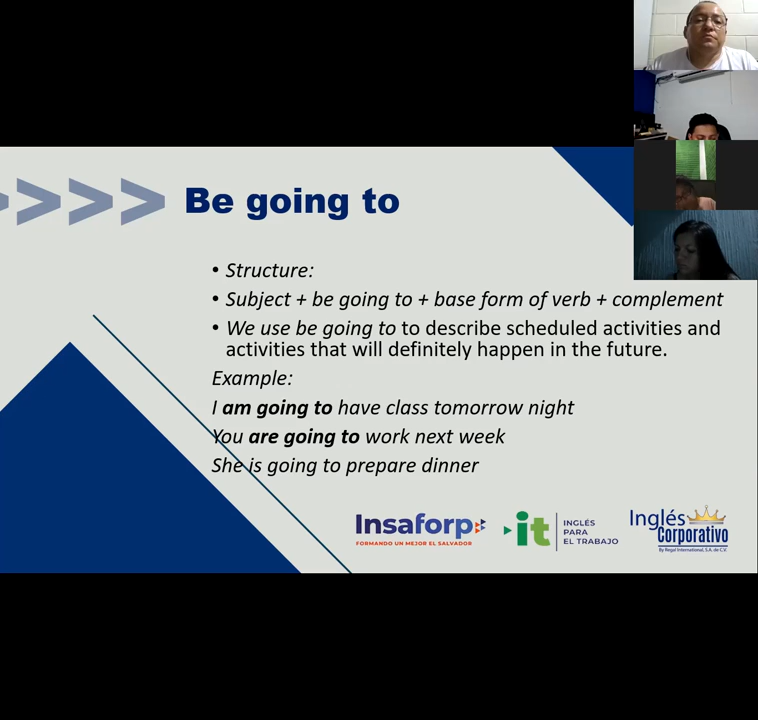 Be going to
• Structure:
• Subject + be going to + base form of verb + complement
• We use be going to to describe scheduled activities and
activities that will definitely happen in the future.
Example:
I am going to have class tomorrow night
You are going to work next week
She is going to prepare dinner
Insaforp
FORMANDO UN MEJOR EL SALVADOR
it
INGLÉS
PARA
EL TRABAJO
Inglés
Corporativo
By Regal International, S.A. de C.V.